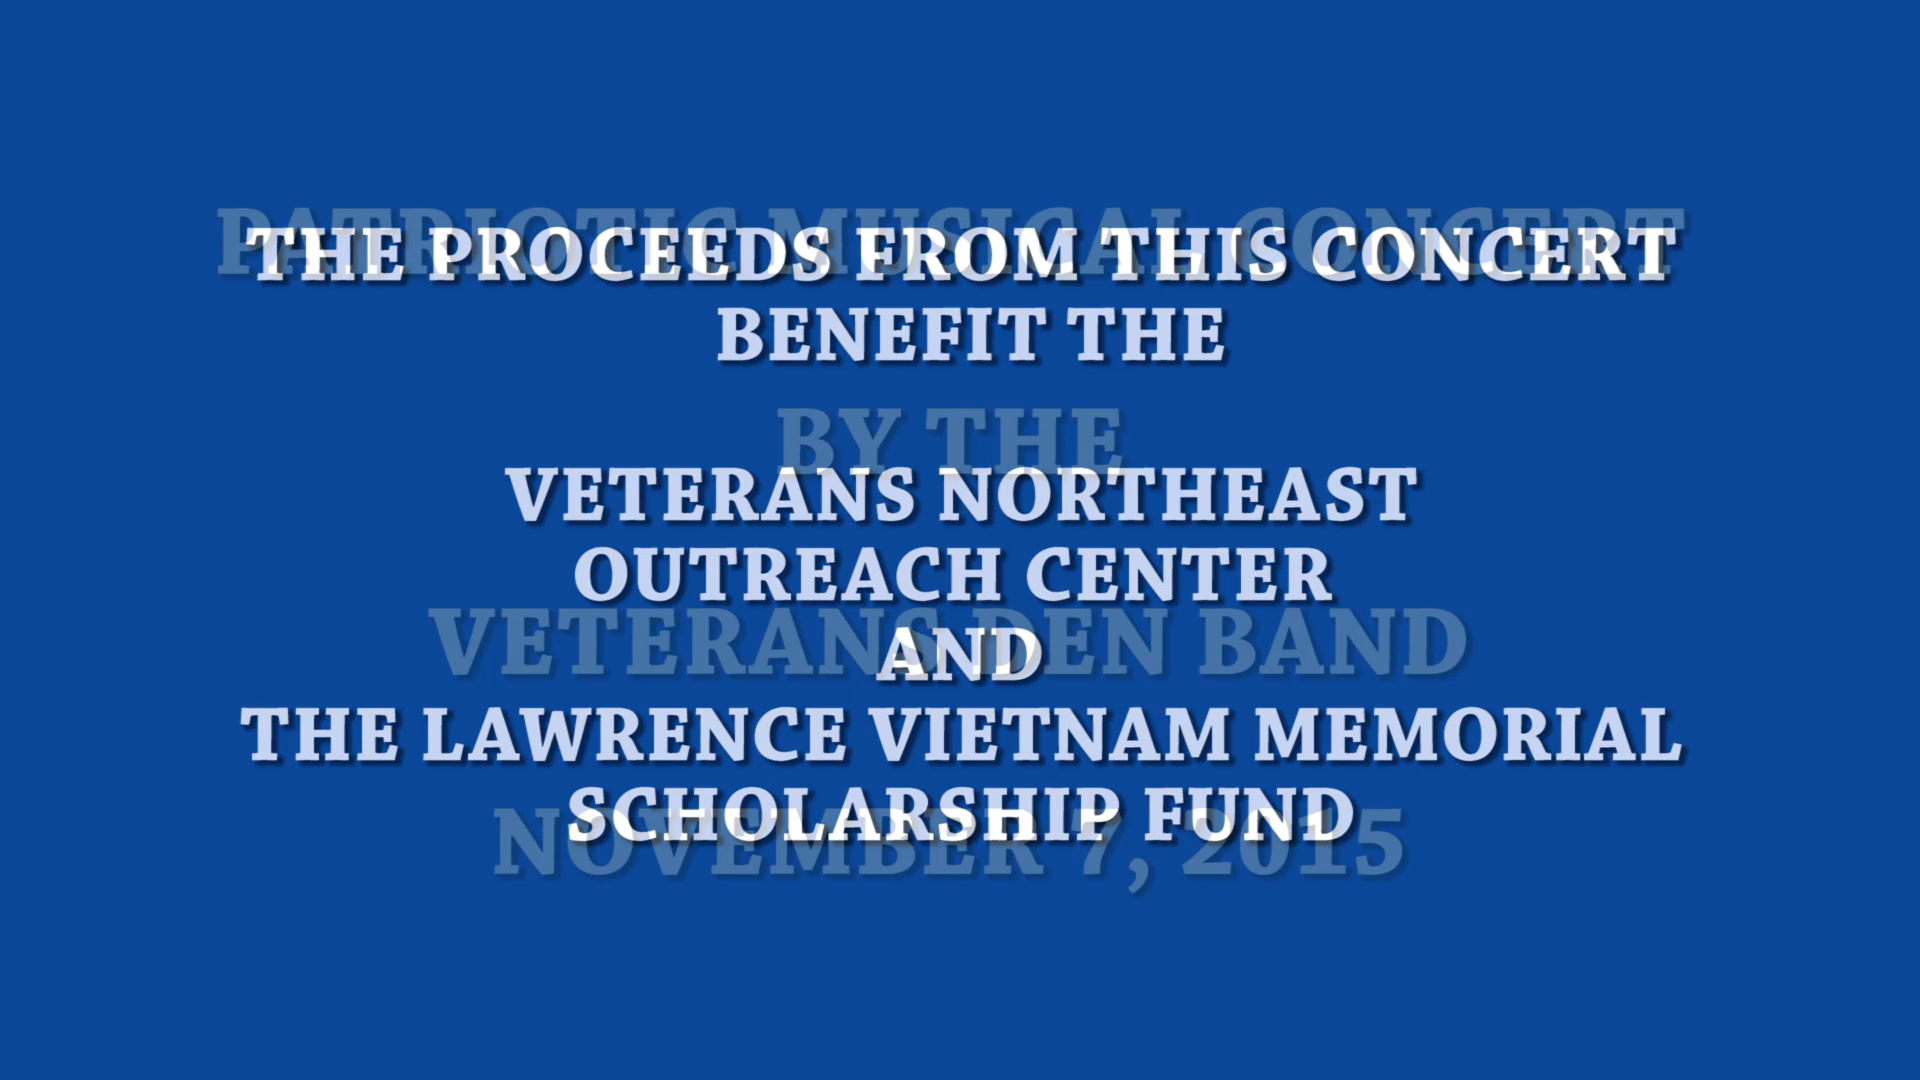 PATRIOTIC MUSICAL CONCERT
THE PROCEEDS FROM THIS CONCERT
BENEFIT THE
BY THE
VETERANS NORTHEAST
OUTREACH CENTER
VETERANS DEN BAND
AND
THE LAWRENCE VIETNAM MEMORIAL
SCHOLARSHIP FUND
NOVEMBER 7, 2015